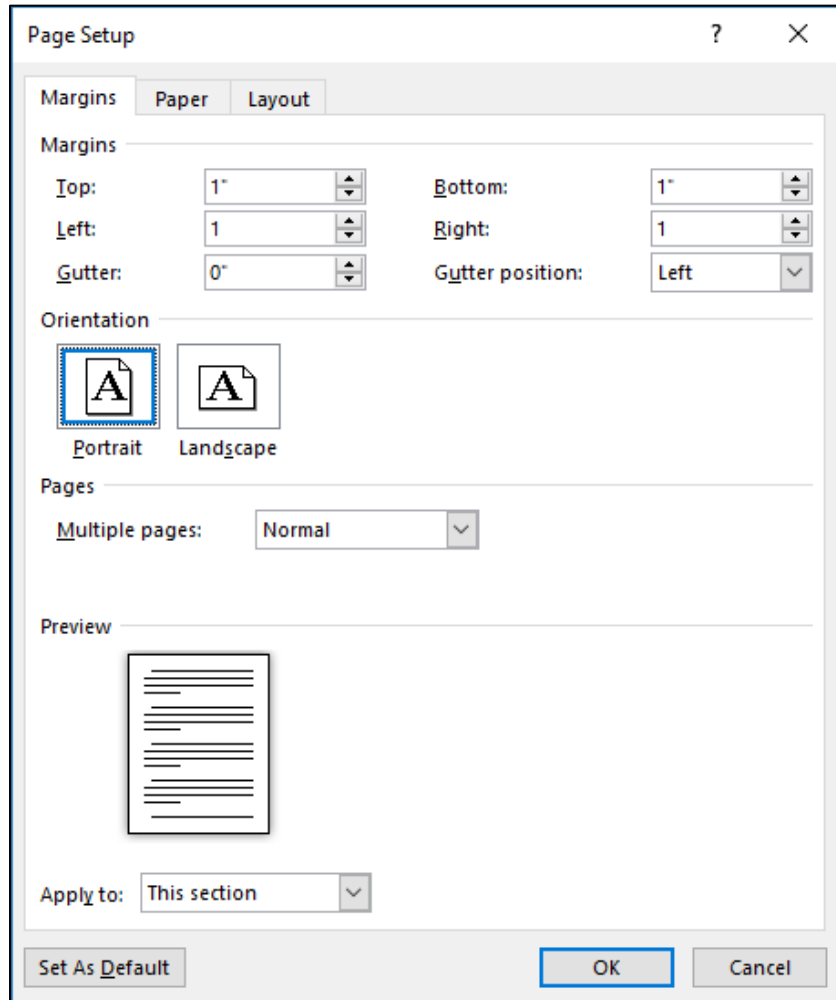 Page Setup ?
Margins Paper Layout
Margins
Top: 1" Bottom: 1"
Left: 1 Right: 1
Gutter: 0" Gutter position: Left
Orientation
A A
Portrait Landscape
Pages
Multiple pages: Normal
Preview
Apply to: This section
Set As Default OK Cancel